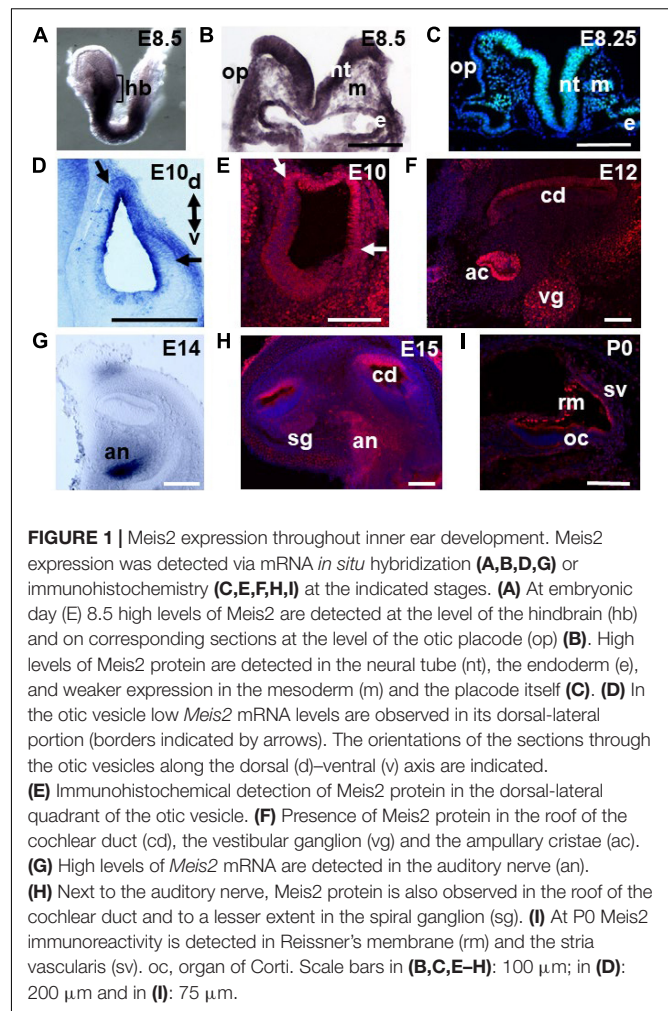 A E8.5 hb
B E8.5 op nt m e
C E8.25 op nt m e
D E10 d v
E E10
F E12 cd ac vg
G E14 an
H E15 cd sg an
I P0 sv rm oc
FIGURE 1 | Meis2 expression throughout inner ear development. Meis2
expression was detected via mRNA in situ hybridization (A,B,D,G) or
immunohistochemistry (C,E,F,H,I) at the indicated stages. (A) At embryonic
day (E) 8.5 high levels of Meis2 are detected at the level of the hindbrain (hb)
and on corresponding sections at the level of the otic placode (op) (B). High
levels of Meis2 protein are detected in the neural tube (nt), the endoderm (e),
and weaker expression in the mesoderm (m) and the placode itself (C). (D) In
the otic vesicle low Meis2 mRNA levels are observed in its dorsal-lateral
portion (borders indicated by arrows). The orientations of the sections through
the otic vesicles along the dorsal (d)–ventral (v) axis are indicated.
(E) Immunohistochemical detection of Meis2 protein in the dorsal-lateral
quadrant of the otic vesicle. (F) Presence of Meis2 protein in the roof of the
cochlear duct (cd), the vestibular ganglion (vg) and the ampullary cristae (ac).
(G) High levels of Meis2 mRNA are detected in the auditory nerve (an).
(H) Next to the auditory nerve, Meis2 protein is also observed in the roof of the
cochlear duct and to a lesser extent in the spiral ganglion (sg). (I) At P0 Meis2
immunoreactivity is detected in Reissner's membrane (rm) and the stria
vascularis (sv). oc, organ of Corti. Scale bars in (B,C,E–H): 100 μm; in (D):
200 μm and in (I): 75 μm.